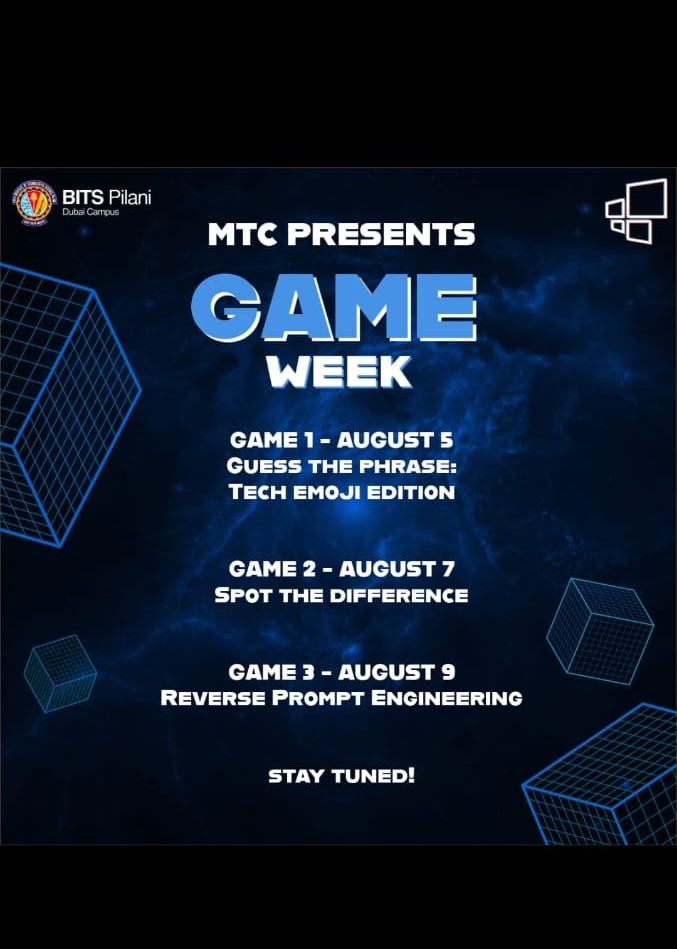 BITS Pilani
Dubai Campus
MTC PRESENTS
GAME
WEEK
GAME 1 - AUGUST 5
GUESS THE PHRASE:
TECH EMOJI EDITION
GAME 2 - AUGUST 7
SPOT THE DIFFERENCE
GAME 3 - AUGUST 9
REVERSE PROMPT ENGINEERING
STAY TUNED!